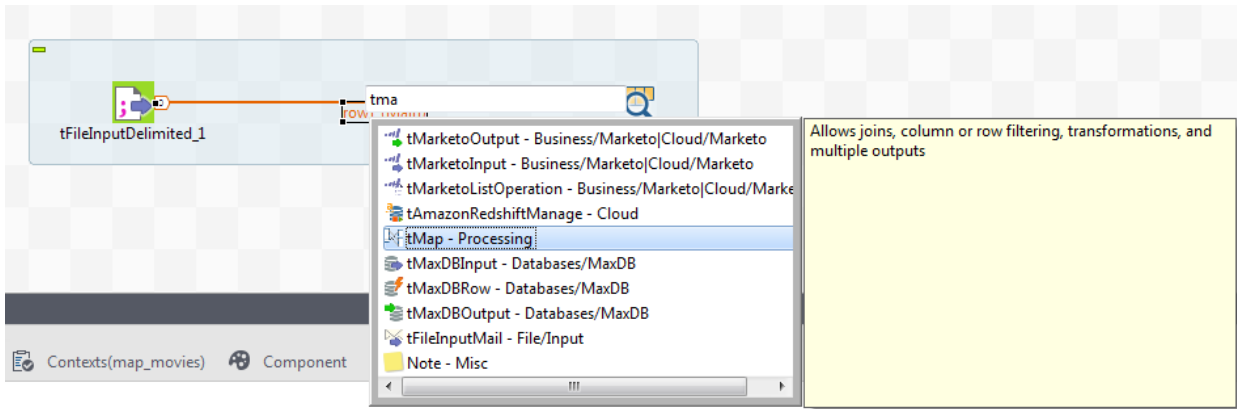 tma
row1 (Main)
tFileInputDelimited_1
tMarketoOutput - Business/Marketo|Cloud/Marketo
tMarketoInput - Business/Marketo|Cloud/Marketo
tMarketoListOperation - Business/Marketo|Cloud/Marke
tAmazonRedshiftManage - Cloud
tMap - Processing
tMaxDBInput - Databases/MaxDB
tMaxDBRow - Databases/MaxDB
tMaxDBOutput - Databases/MaxDB
tFileInputMail - File/Input
Note - Misc
Allows joins, column or row filtering, transformations, and
multiple outputs
Contexts(map_movies)
Component